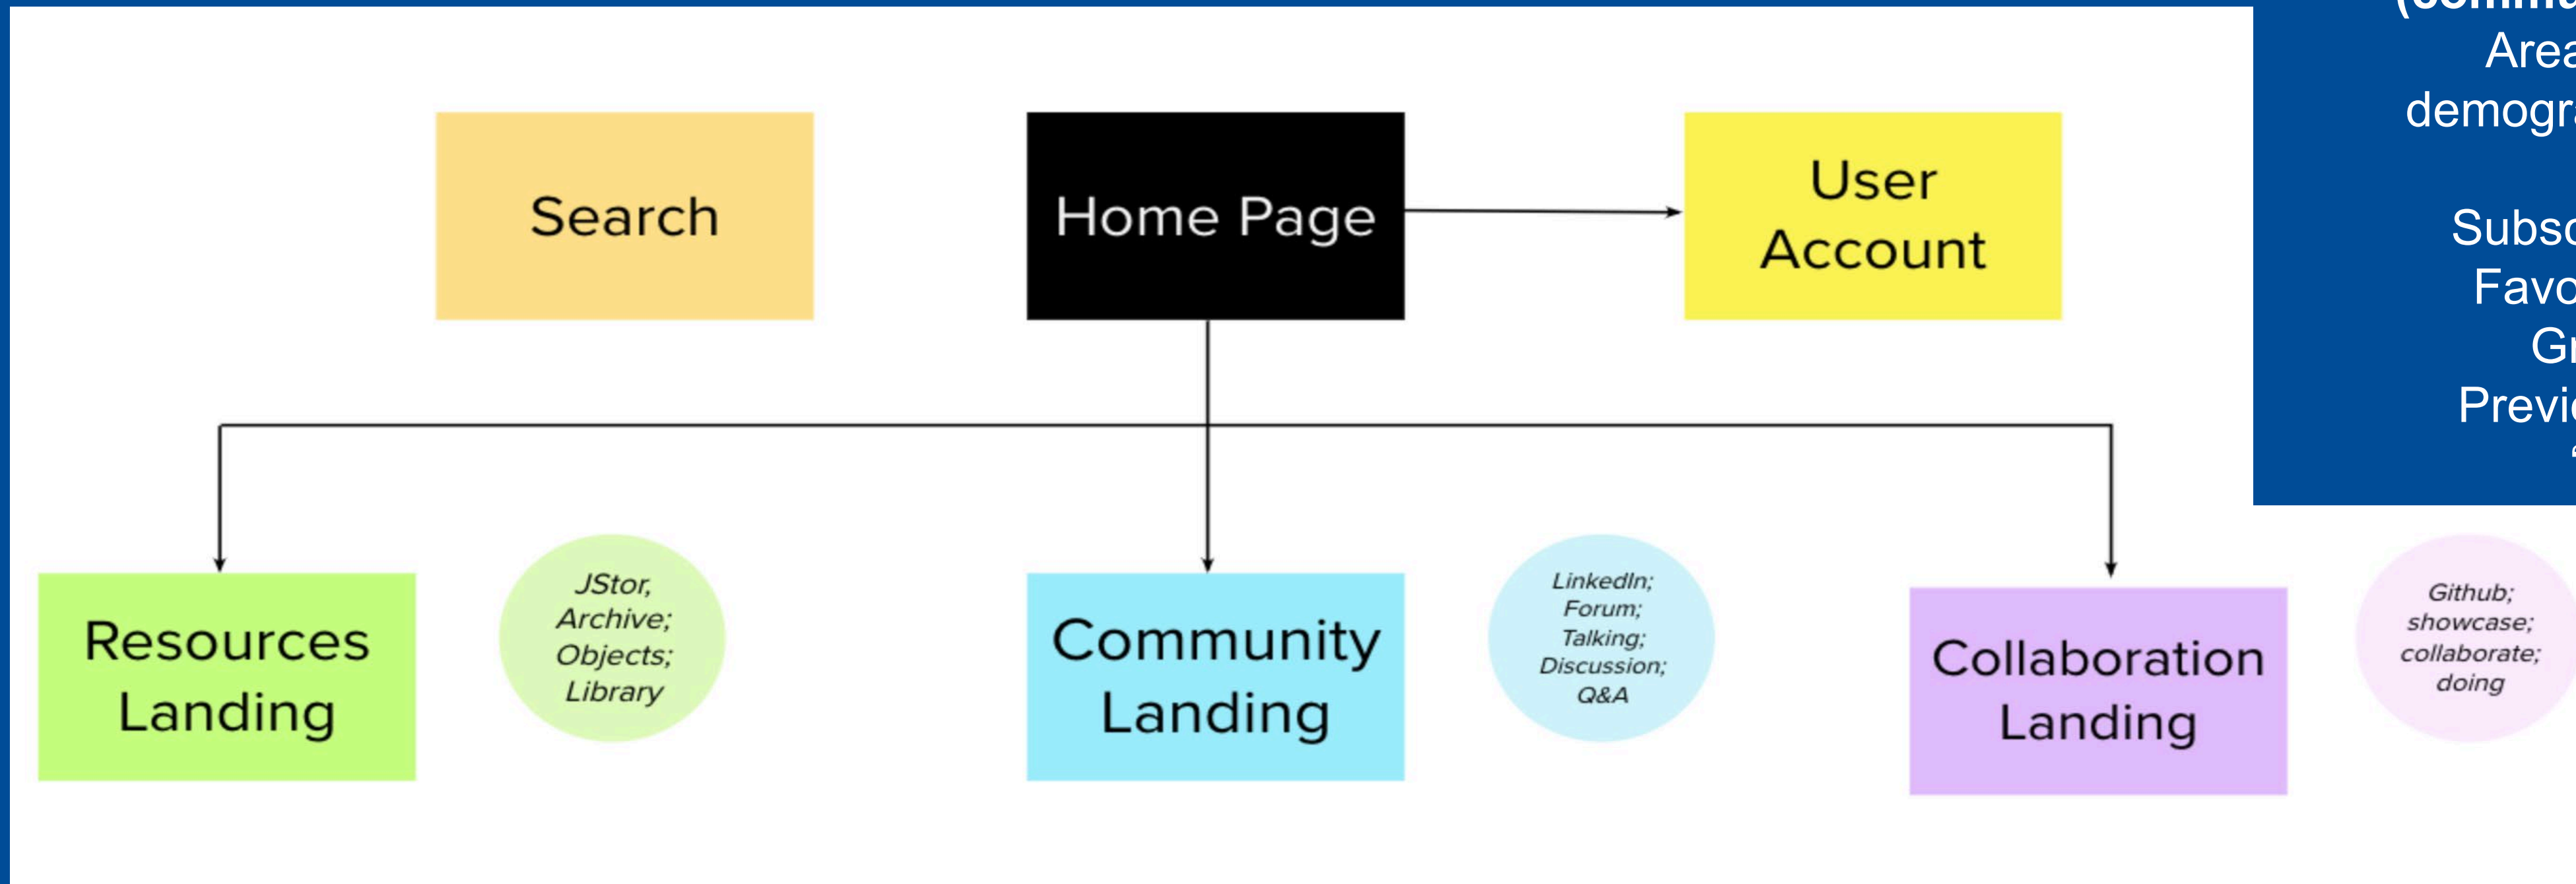 Search
Home Page
User
Account
Resources
Landing
JStor,
Archive;
Objects;
Library
Community
Landing
LinkedIn;
Forum;
Talking;
Discussion;
Q&A
Collaboration
Landing
Github;
showcase;
collaborate;
doing